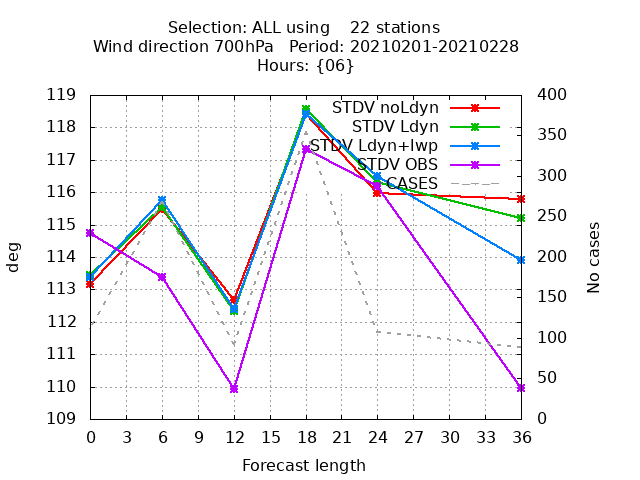 Selection: ALL using    22 stations
Wind direction 700hPa   Period: 20210201-20210228
Hours: {06}
STDV noLdyn
STDV Ldyn
STDV Ldyn+lwp
STDV OBS
CASES
119
118
117
116
115
114
113
112
111
110
109
deg
400
350
300
250
200
150
100
50
0
No cases
0 3 6 9 12 15 18 21 24 27 30 33 36
Forecast length